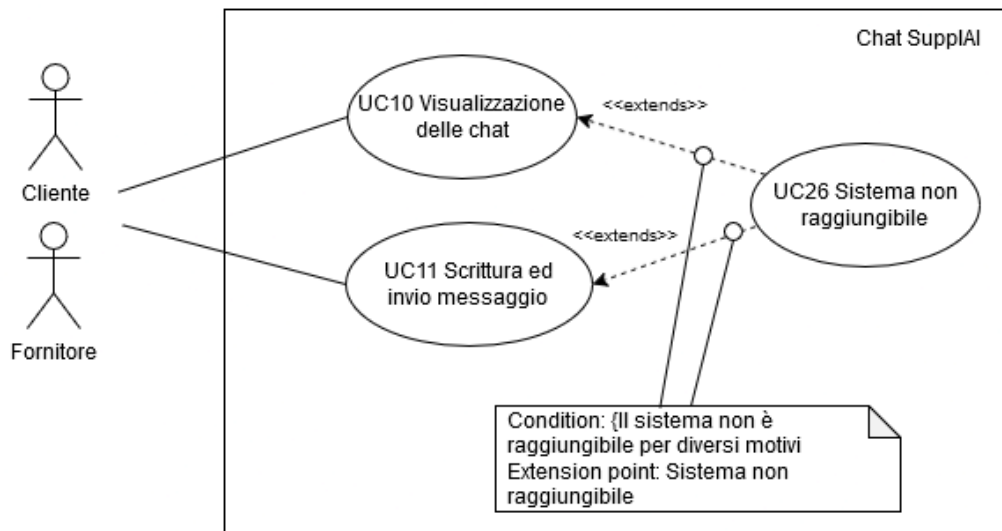 Chat SupplAI
UC10 Visualizzazione
delle chat
<<extends>>
Cliente
UC26 Sistema non
raggiungibile
<<extends>>
UC11 Scrittura ed
invio messaggio
Fornitore
Condition: {Il sistema non è
raggiungibile per diversi motivi
Extension point: Sistema non
raggiungibile